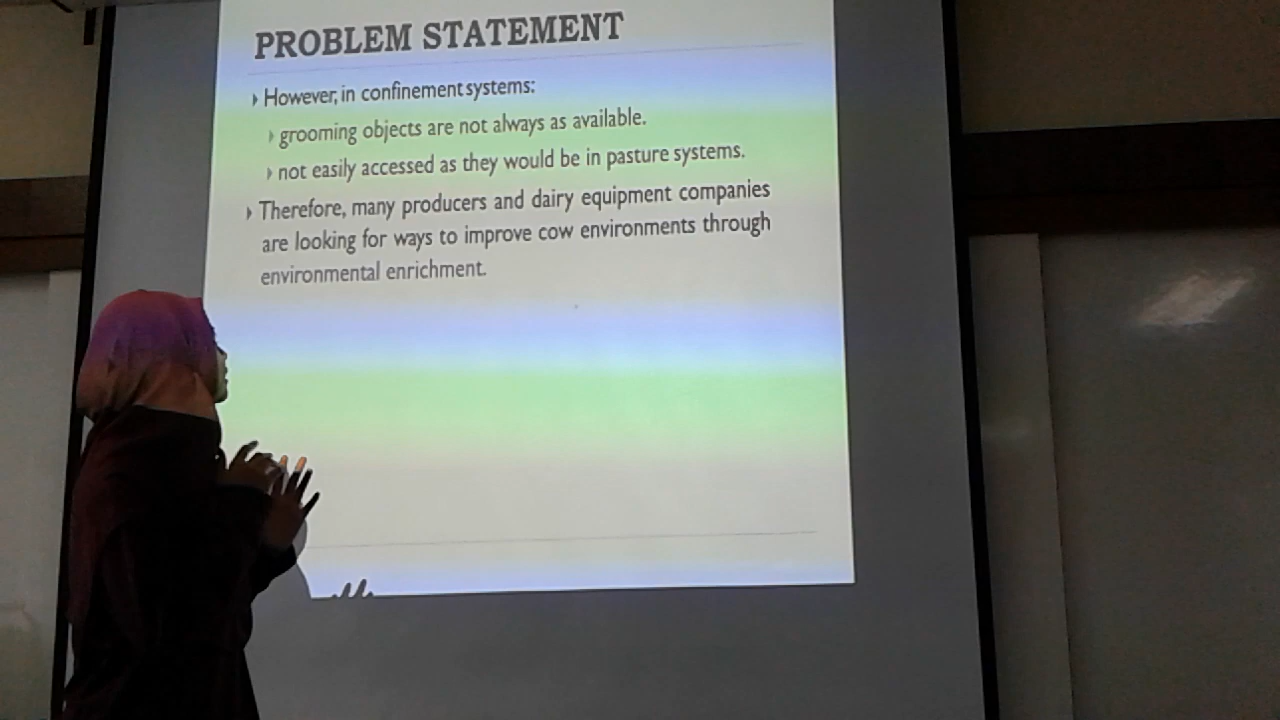 PROBLEM STATEMENT
However, in confinement systems:
grooming objects are not always as available.
not easily accessed as they would be in pasture systems.
Therefore, many producers and dairy equipment companies
are looking for ways to improve cow environments through
environmental enrichment.